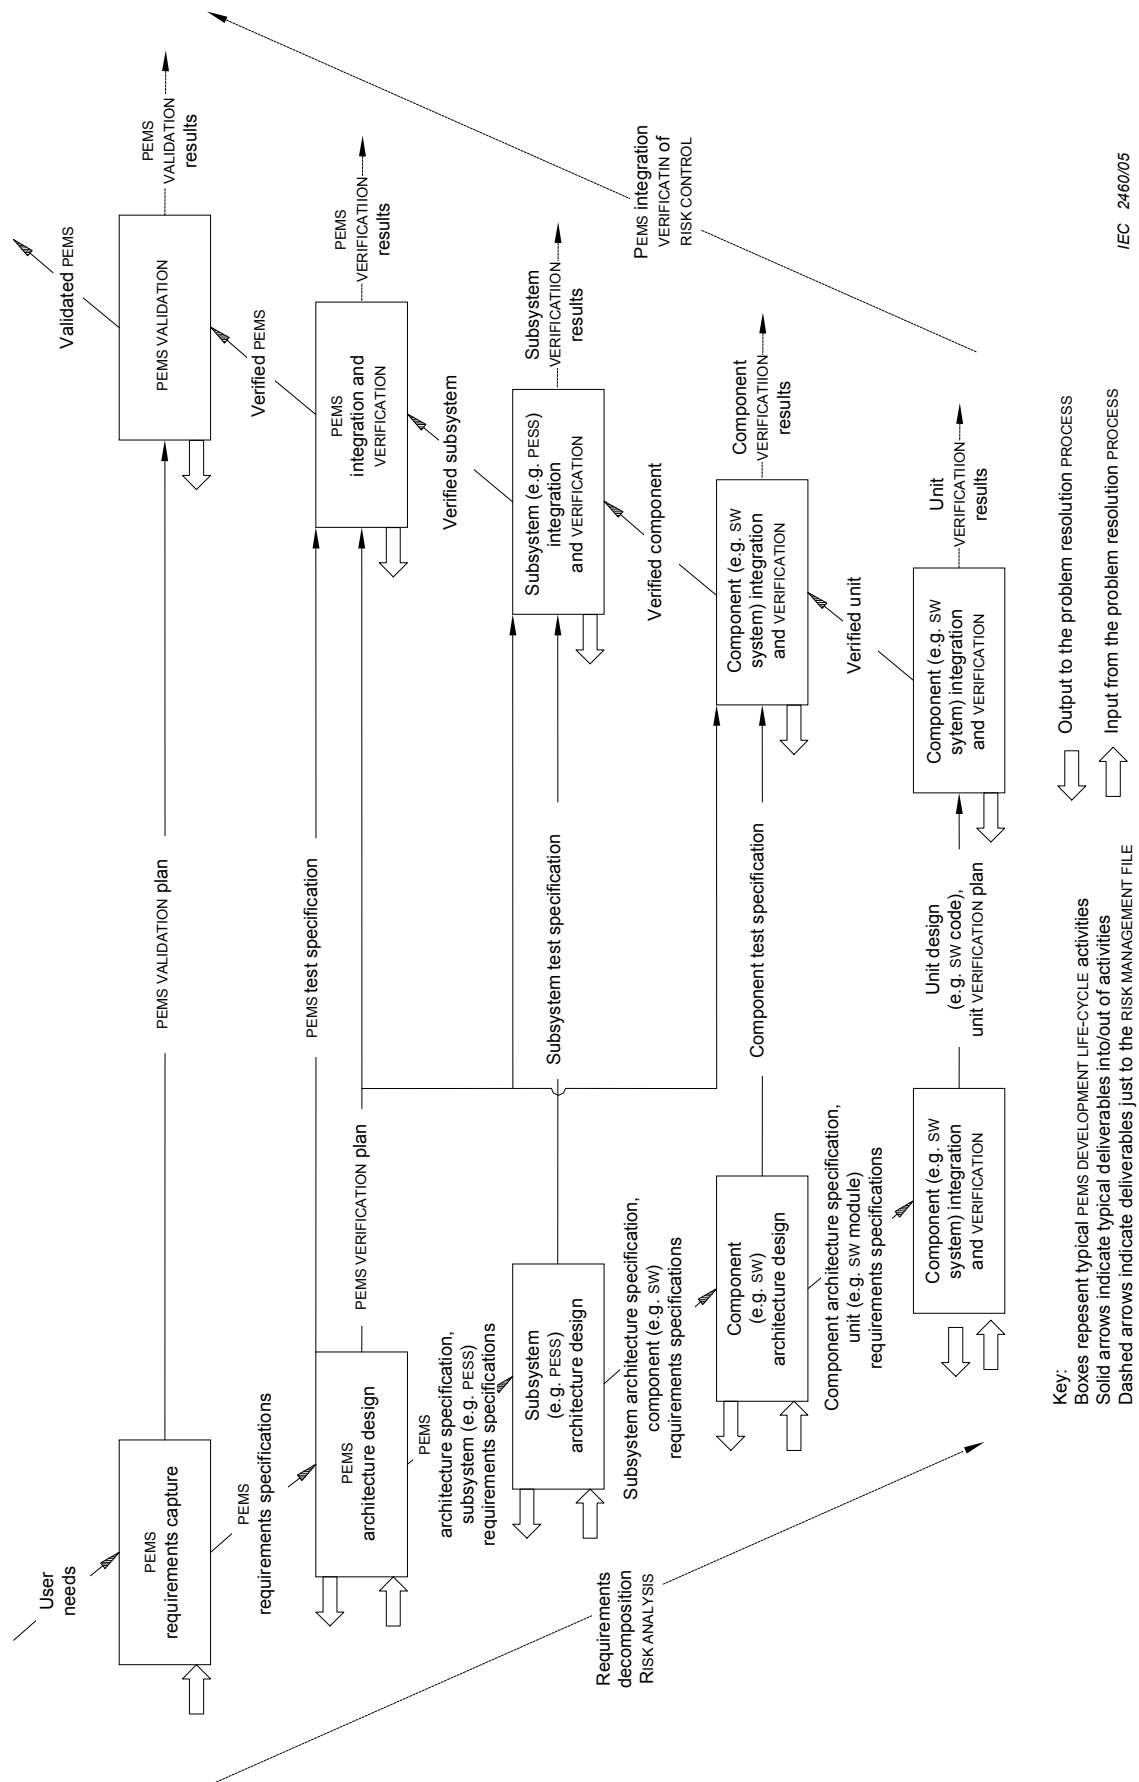 User
needs
PEMS
requirements capture
PEMS VALIDATION plan
PEMS VALIDATION
Validated PEMS
PEMS
VALIDATION
results
PEMS
requirements specifications
Verified PEMS
PEMS
architecture design
PEMS test specification
PEMS VERIFICATION plan
PEMS
integration and
VERIFICATION
PEMS
VERIFICATIION
results
PEMS
architecture specification,
subsystem (e.g. PESS)
requirements specifications
Verified subsystem
Subsystem
(e.g. PESS)
architecture design
Subsystem test specification
Subsystem (e.g. PESS)
integration
and VERIFICATION
Subsystem
VERIFICATIION
results
Requirements
decomposition
RISK ANALYSIS
Subsystem architecture specification,
component (e.g. SW)
requirements specifications
Verified component
PEMS integration
VERIFICATIN of
RISK CONTROL
Component
(e.g. SW)
architecture design
Component test specification
Component (e.g. SW
system) integration
and VERIFICATION
Component
VERIFICATIION
results
Component architecture specification,
unit (e.g. SW module)
requirements specifications
Verified unit
Component (e.g. SW
system) integration
and VERIFICATION
Unit design
(e.g. SW code),
unit VERIFICATION plan
Component (e.g. SW
sytem) integration
and VERIFICATION
Unit
VERIFICATIION
results
Key:
Boxes repesent typical PEMS DEVELOPMENT LIFE-CYCLE activities
Solid arrows indicate typical deliverables into/out of activities
Dashed arrows indicate deliverables just to the RISK MANAGEMENT FILE
Output to the problem resolution PROCESS
Input from the problem resolution PROCESS
IEC 2460/05